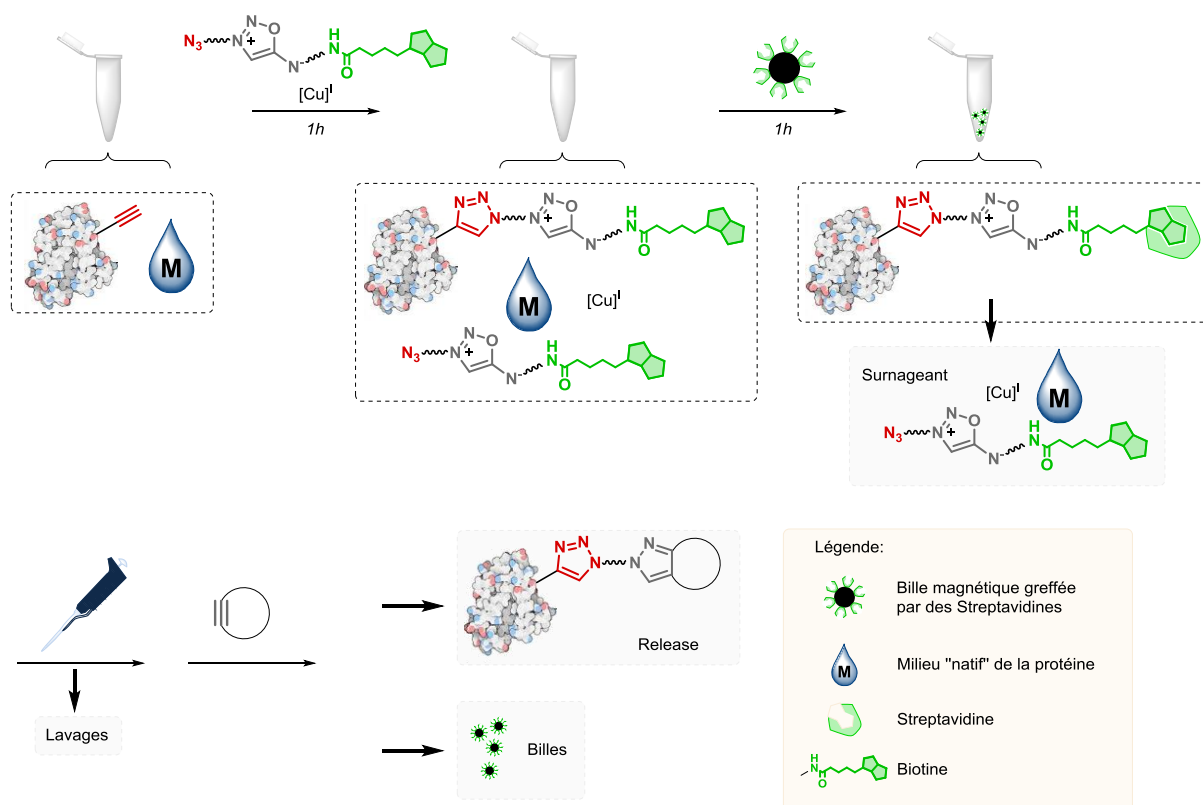 N
O
N₃
N
+
N
-
H
N
O
[Cu]ᴵ
1h
1h
M
N
N
N
N
O
N
+
N
-
H
N
O
M
[Cu]ᴵ
N
O
N₃
N
+
N
-
H
N
O
N
N
N
N
O
N
+
N
-
H
N
O
Surnageant
[Cu]ᴵ
M
N
O
N₃
N
+
N
-
H
N
O
Lavages
N
N
N
N
N
Release
Billes
Légende:
Bille magnétique greffée
par des Streptavidines
M
Milieu "natif" de la protéine
Streptavidine
H
N
O
Biotine